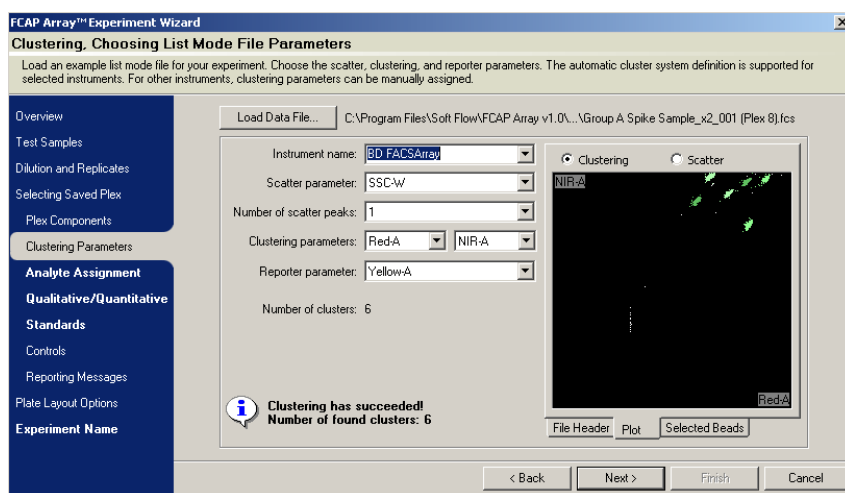 FCAP Array™ Experiment Wizard
Clustering, Choosing List Mode File Parameters
Load an example list mode file for your experiment. Choose the scatter, clustering, and reporter parameters. The automatic cluster system definition is supported for
selected instruments. For other instruments, clustering parameters can be manually assigned.
Overview
Test Samples
Dilution and Replicates
Selecting Saved Plex
Plex Components
Clustering Parameters
Analyte Assignment
Qualitative/Quantitative
Standards
Controls
Reporting Messages
Plate Layout Options
Experiment Name
Load Data File... C:\Program Files\Soft Flow\FCAP Array v1.0\...\Group A Spike Sample_x2_001 (Plex 8).fcs
Instrument name: BD FACSArray
Scatter parameter: SSC-W
Number of scatter peaks: 1
Clustering parameters: Red-A NIR-A
Reporter parameter: Yellow-A
Number of clusters: 6
Clustering has succeeded!
Number of found clusters: 6
Clustering Scatter
NIR-A
Red-A
File Header Plot Selected Beads
< Back Next > Finish Cancel